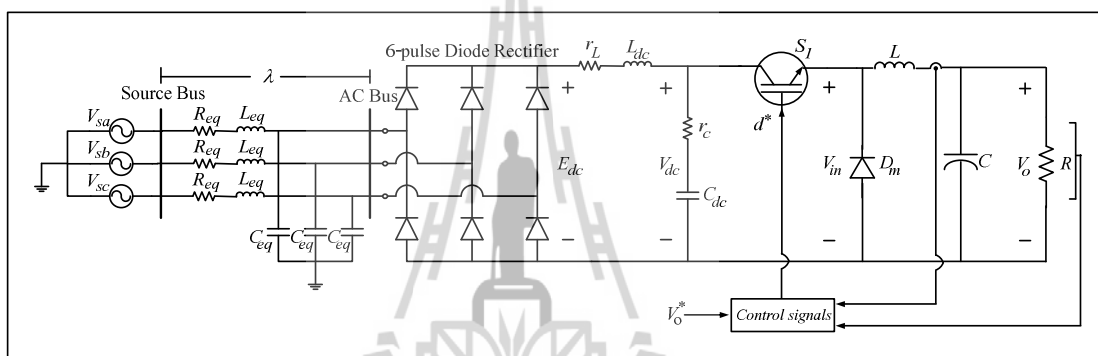 6-pulse Diode Rectifier
r_L
L_dc
S_1
L
λ
Source Bus
AC Bus
V_sa
R_eq
L_eq
V_sb
R_eq
L_eq
V_sc
R_eq
L_eq
C_eq
C_eq
C_eq
+
E_dc
−
+
V_dc
−
r_c
C_dc
d*
+
V_in
−
D_m
C
+
V_o
−
R
V_o*
Control signals